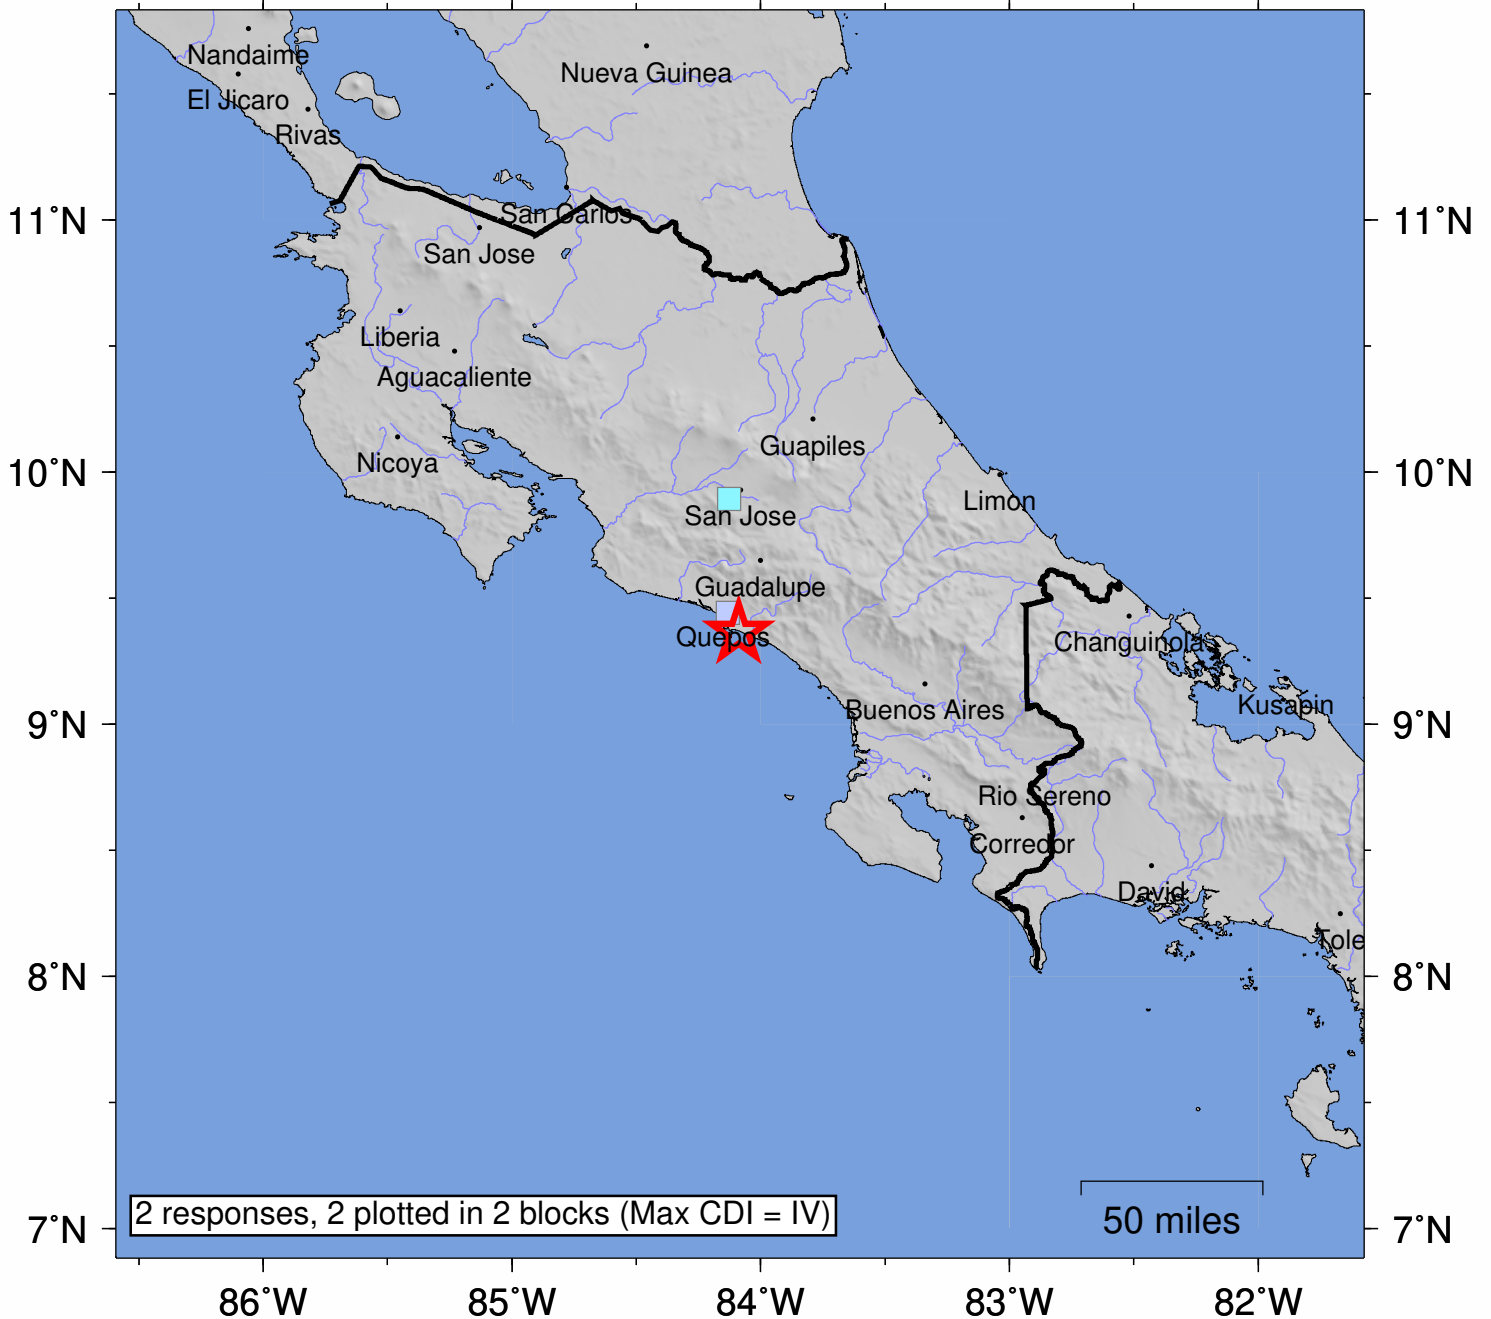 Nandaime
Nueva Guinea
El Jicaro
Rivas
11°N
San Carlos
11°N
San Jose
Liberia
Aguacaliente
Guapiles
Nicoya
10°N
10°N
Limon
San Jose
Guadalupe
Quepos
Changuinola
Kusapin
Buenos Aires
9°N
9°N
Rio Sereno
Corredor
David
Tole
8°N
8°N
2 responses, 2 plotted in 2 blocks (Max CDI = IV)
50 miles
7°N
7°N
86°W
85°W
84°W
83°W
82°W